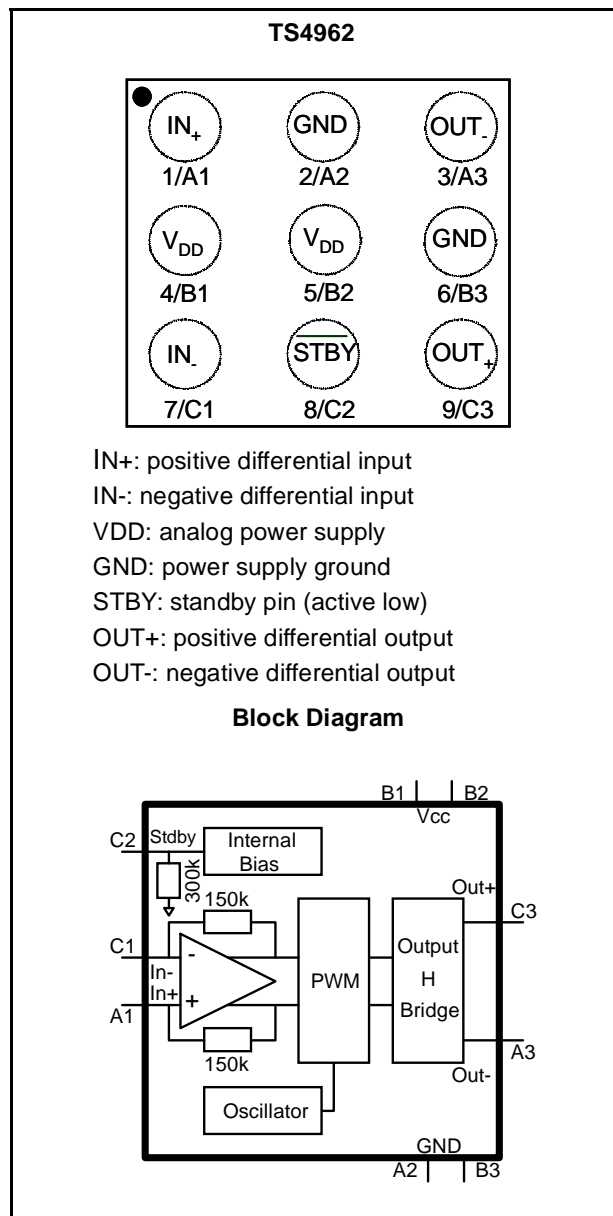 TS4962
IN+ GND OUT-
1/A1 2/A2 3/A3
VDD VDD GND
4/B1 5/B2 6/B3
IN- STBY OUT+
7/C1 8/C2 9/C3
IN+: positive differential input
IN-: negative differential input
VDD: analog power supply
GND: power supply ground
STBY: standby pin (active low)
OUT+: positive differential output
OUT-: negative differential output
Block Diagram
B1 B2
Vcc
C2 Stdby Internal
Bias
300k
150k
Out+
C3
C1
-
In-
In+
+
A1
PWM
Output
H
Bridge
A3
150k
Out-
Oscillator
GND
A2 B3